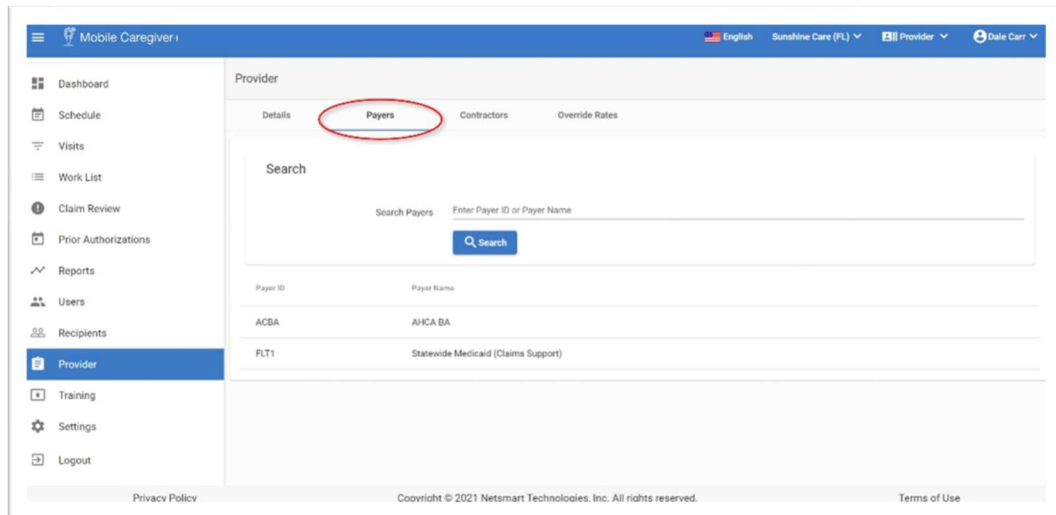 Mobile Caregiver+
English Sunshine Care (FL) Provider Dale Carr
Dashboard
Schedule
Visits
Work List
Claim Review
Prior Authorizations
Reports
Users
Recipients
Provider
Training
Settings
Logout
Provider
Details Payers Contractors Override Rates
Search
Search Payers Enter Payer ID or Payer Name
Search
Payer ID Payer Name
ACBA AHCA BA
FLT1 Statewide Medicaid (Claims Support)
Privacy Policy Copyright © 2021 Netsmart Technologies, Inc. All rights reserved. Terms of Use